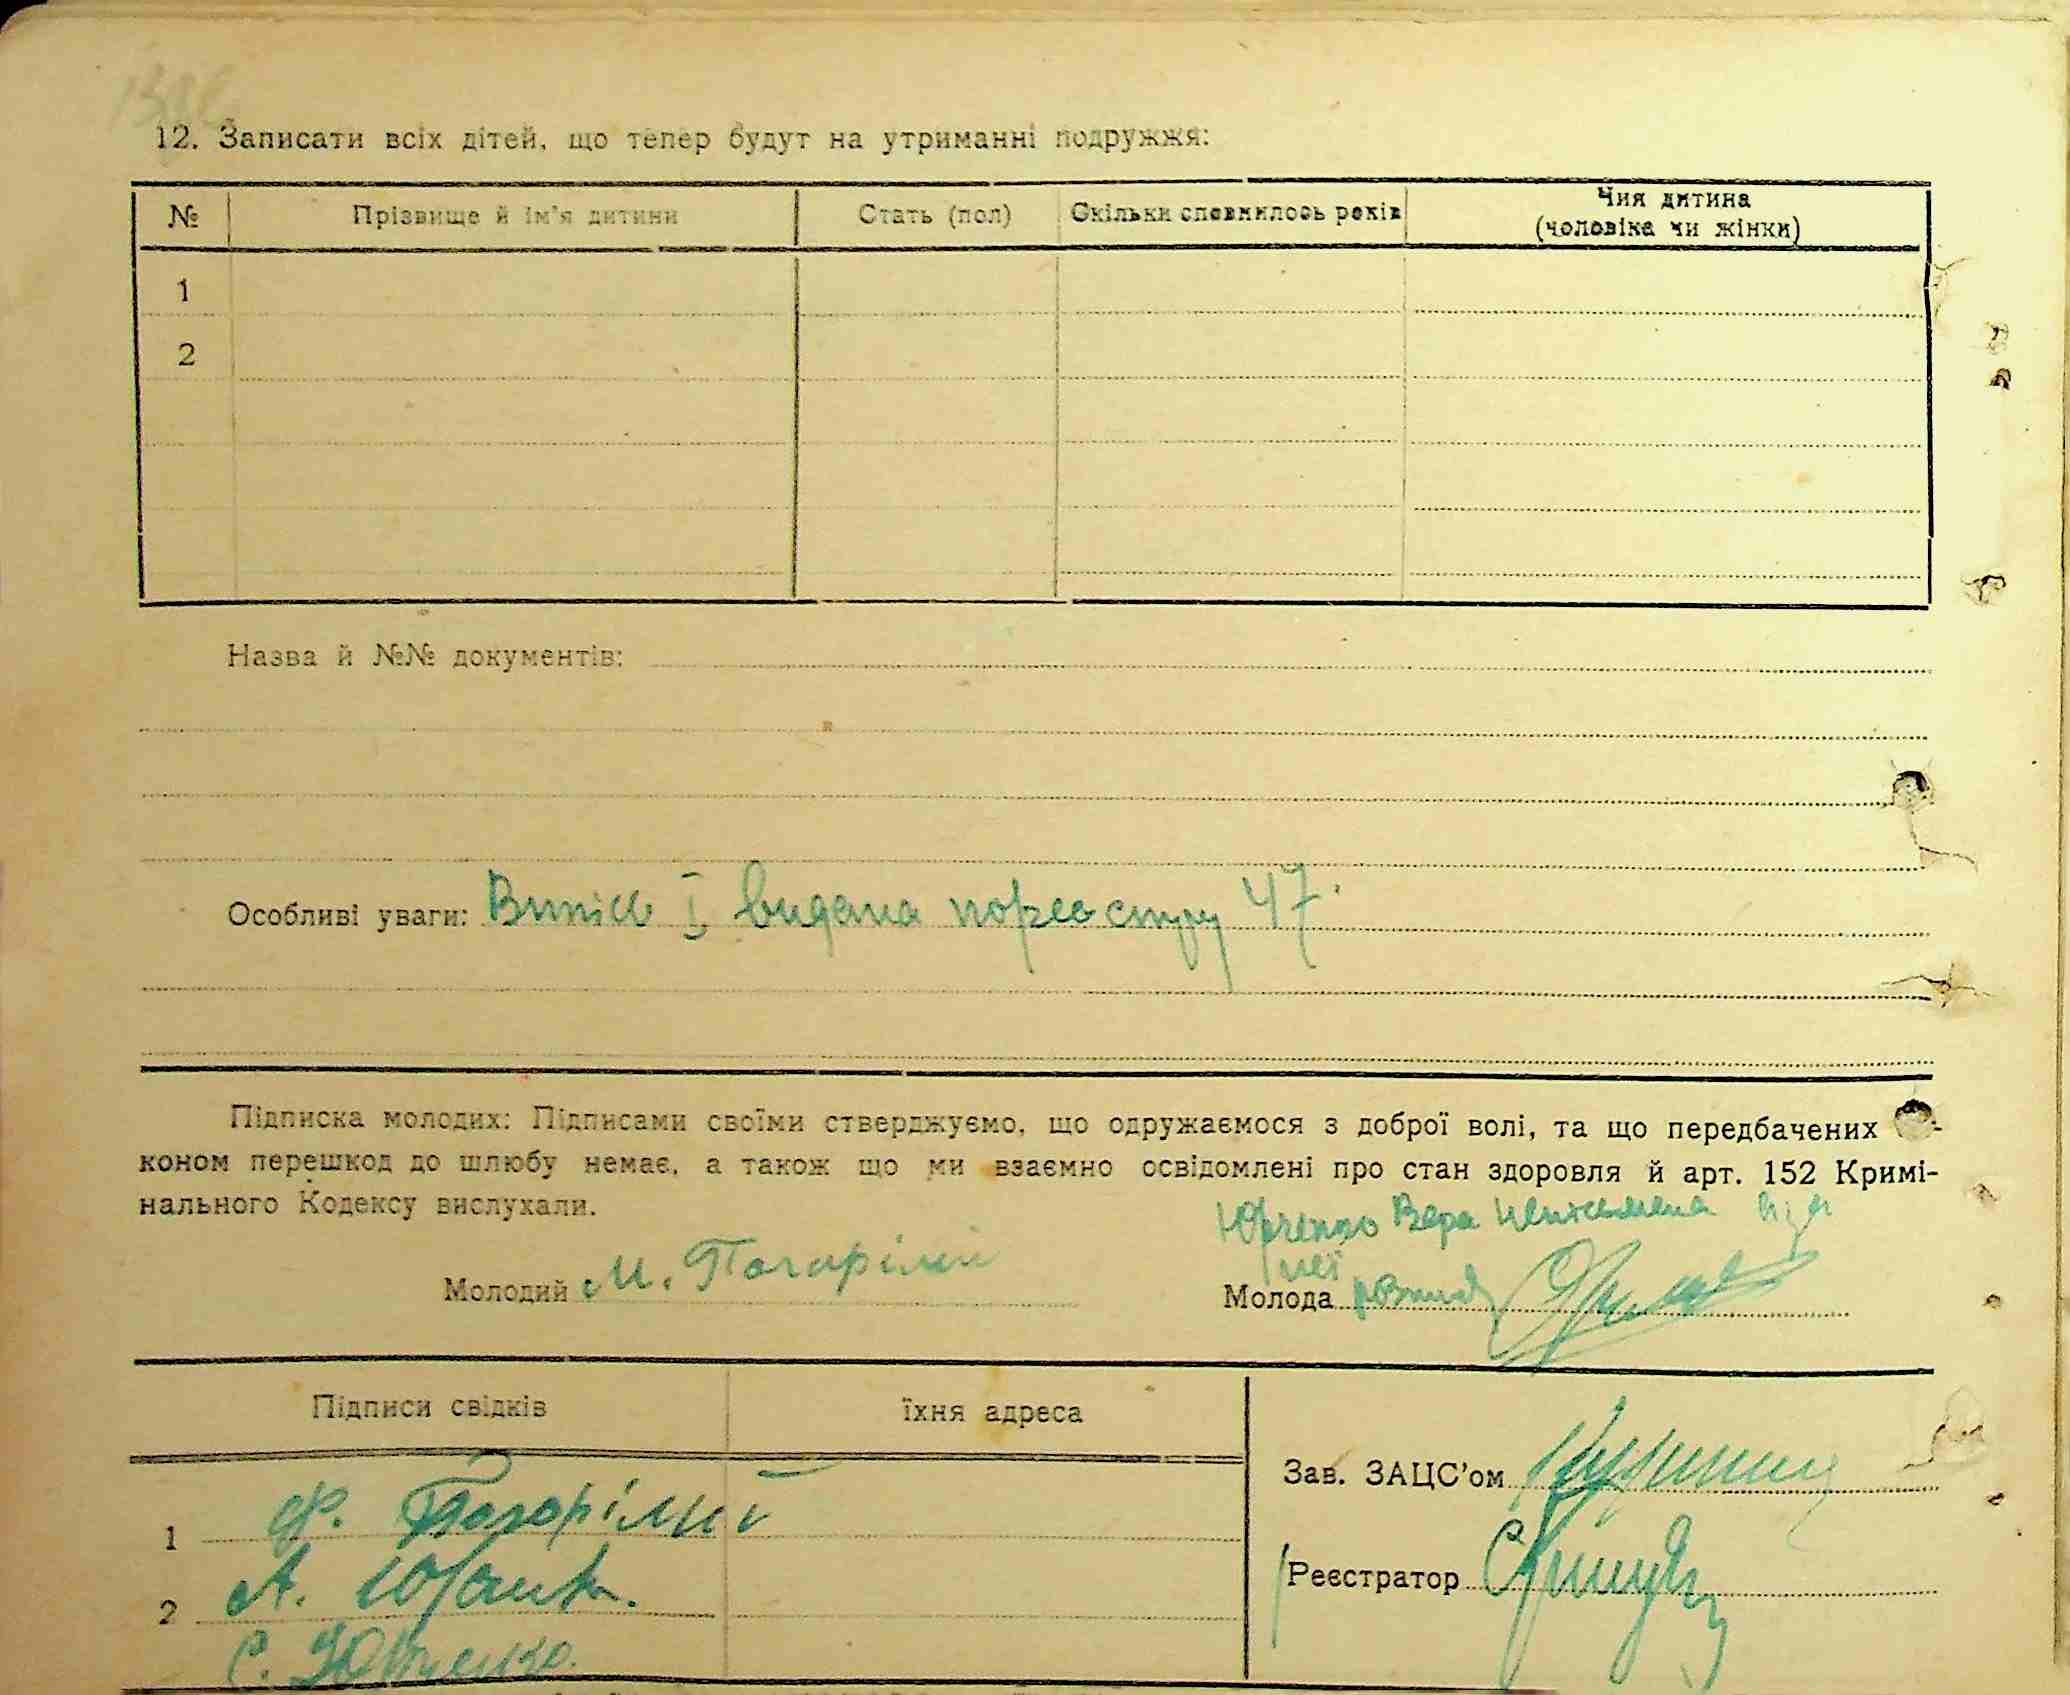 12. Записати всіх дітей, що тепер будут на утриманні подружжя:
№ Прізвище й ім'я дитини Стать (пол) Скільки сповнилось років Чия дитина
(чоловіка чи жінки)
1
2
Назва й №№ документів:
Особливі уваги: Випісь I видана по реєстру 47.
Підписка молодих: Підписами своїми стверджуємо, що одружаємося з доброї волі, та що передбачених
коном перешкод до шлюбу немає, а також що ми взаємно освідомлені про стан здоровля й арт. 152 Кримі-
нального Кодексу вислухали.
Юрченко Вера неписьмена
Молодий М. Погорілий Молода
Підписи свідків їхня адреса
Зав. ЗАЦС'ом
1 Ф. Погорілий
Реєстратор
2 А.
С. Юрченко.